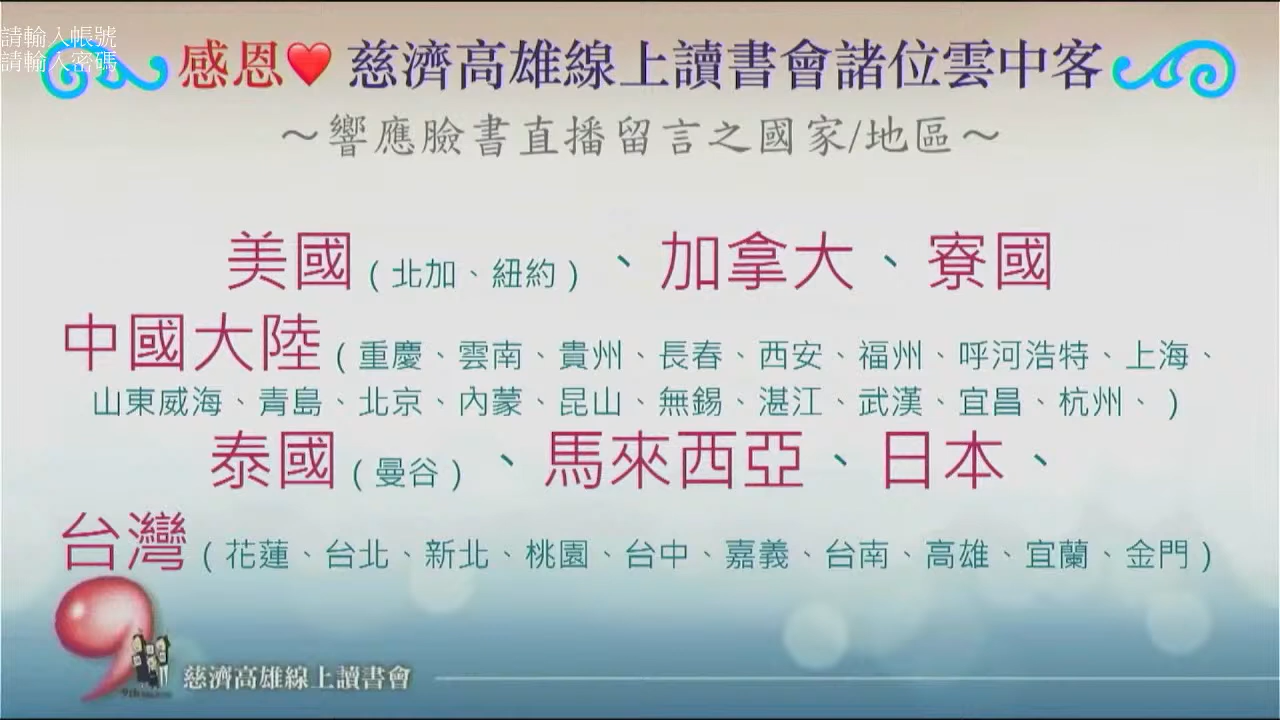 請輸入帳號
請輸入密碼
感恩❤慈濟高雄線上讀書會諸位雲中客
～響應臉書直播留言之國家/地區～
美國（北加、紐約）、加拿大、寮國
中國大陸（重慶、雲南、貴州、長春、西安、福州、呼河浩特、上海、
山東威海、青島、北京、內蒙、昆山、無錫、湛江、武漢、宜昌、杭州、）
泰國（曼谷）、馬來西亞、日本、
台灣（花蓮、台北、新北、桃園、台中、嘉義、台南、高雄、宜蘭、金門）
9
慈濟高雄線上讀書會